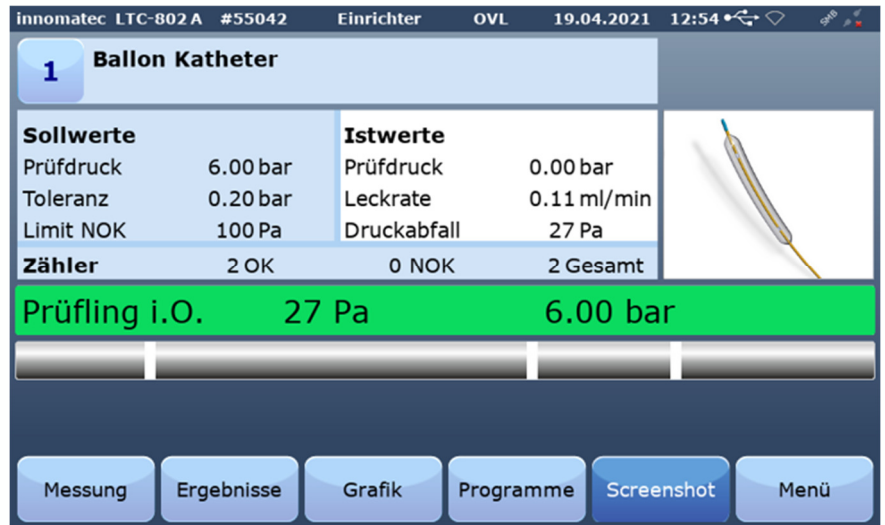 innomatec LTC-802 A #55042 Einrichter OVL 19.04.2021 12:54 SMB
1 Ballon Katheter
Sollwerte
Prüfdruck 6.00 bar
Toleranz 0.20 bar
Limit NOK 100 Pa
Istwerte
Prüfdruck 0.00 bar
Leckrate 0.11 ml/min
Druckabfall 27 Pa
Zähler 2 OK 0 NOK 2 Gesamt
Prüfling i.O. 27 Pa 6.00 bar
Messung Ergebnisse Grafik Programme Screenshot Menü